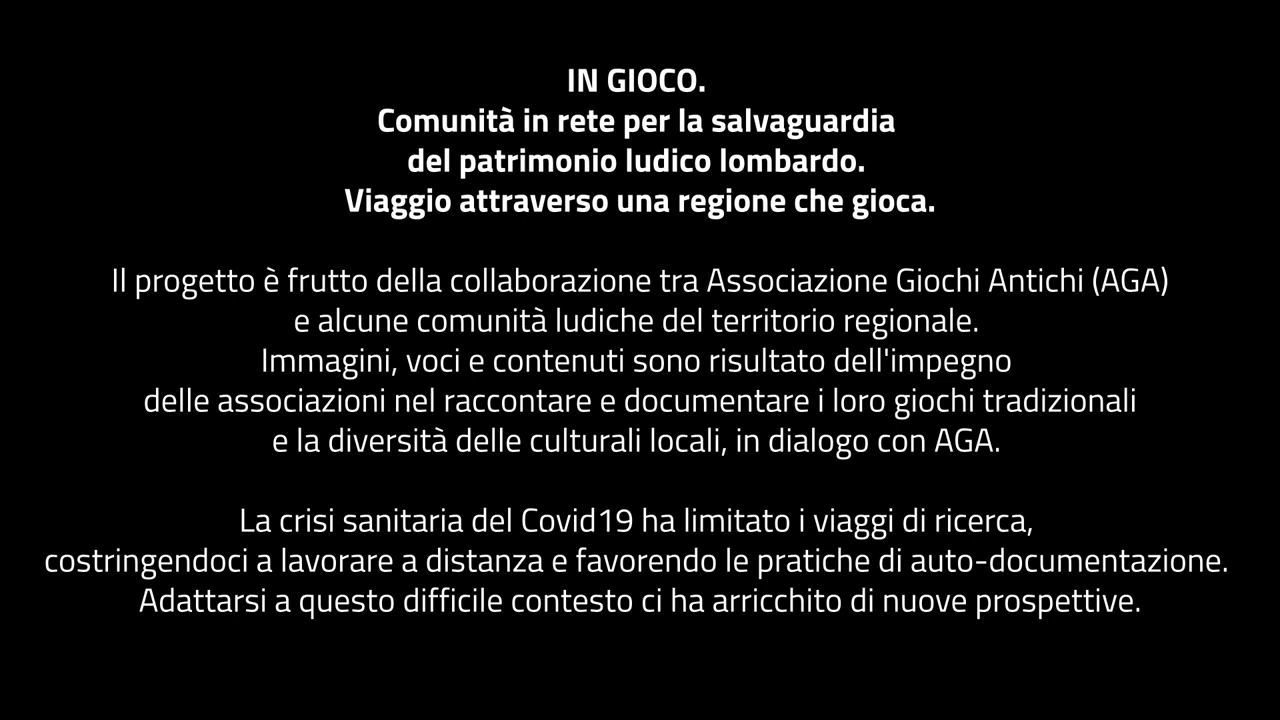 IN GIOCO.
Comunità in rete per la salvaguardia
del patrimonio ludico lombardo.
Viaggio attraverso una regione che gioca.
Il progetto è frutto della collaborazione tra Associazione Giochi Antichi (AGA)
e alcune comunità ludiche del territorio regionale.
Immagini, voci e contenuti sono risultato dell'impegno
delle associazioni nel raccontare e documentare i loro giochi tradizionali
e la diversità delle culturali locali, in dialogo con AGA.
La crisi sanitaria del Covid19 ha limitato i viaggi di ricerca,
costringendoci a lavorare a distanza e favorendo le pratiche di auto-documentazione.
Adattarsi a questo difficile contesto ci ha arricchito di nuove prospettive.